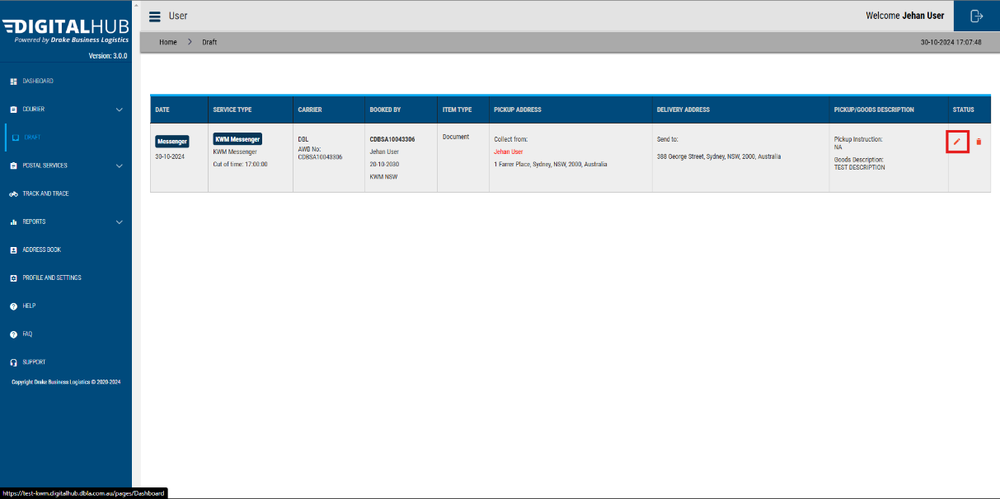 DIGITALHUB
Powered by Drake Business Logistics
Version: 3.0.0
DASHBOARD
COURIER
DRAFT
POSTAL SERVICES
TRACK AND TRACE
REPORTS
ADDRESS BOOK
PROFILE AND SETTINGS
HELP
FAQ
SUPPORT
Copyright Drake Business Logistics © 2020-2024
https://test-kwm.digitalhub.dbla.com.au/pages/Dashboard
User
Welcome Jehan User
Home > Draft
30-10-2024 17:07:48
DATE
SERVICE TYPE
CARRIER
BOOKED BY
ITEM TYPE
PICKUP ADDRESS
DELIVERY ADDRESS
PICKUP/GOODS DESCRIPTION
STATUS
Messenger
30-10-2024
KWM Messenger
KWM Messenger
Cut of time: 17:00:00
DBL
AWB No:
CDBSA10043306
CDBSA10043306
Jehan User
20-10-2030
KWM NSW
Document
Collect from:
Jehan User
1 Farrer Place, Sydney, NSW, 2000, Australia
Send to:
388 George Street, Sydney, NSW, 2000, Australia
Pickup Instruction:
NA
Goods Description:
TEST DESCRIPTION